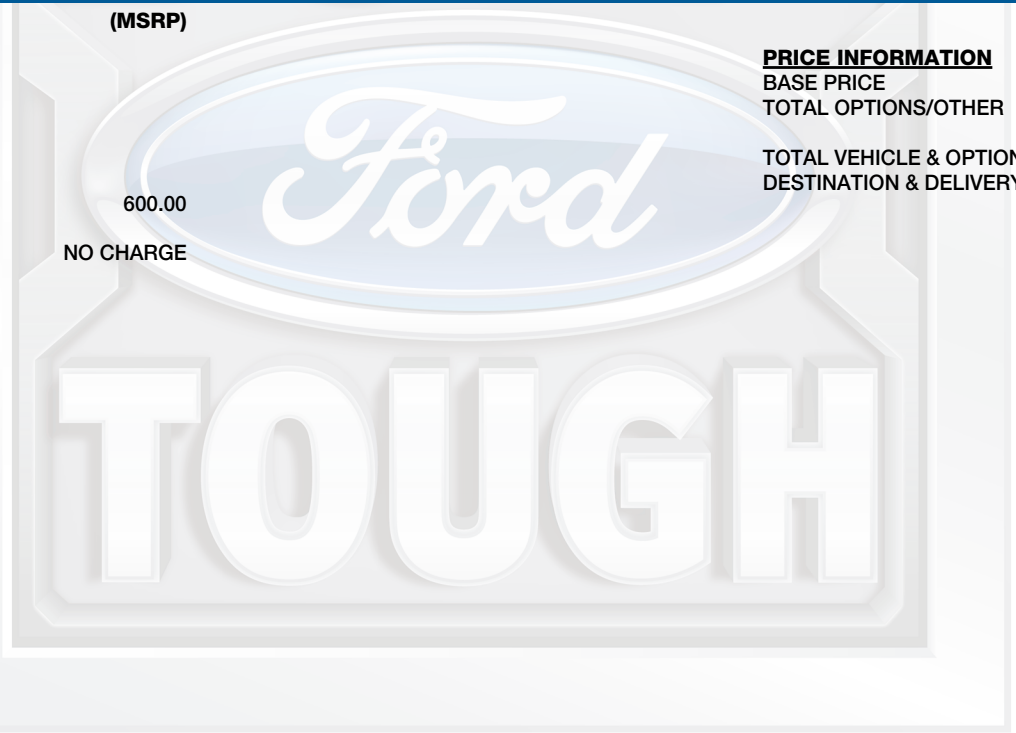 (MSRP)
600.00
NO CHARGE
PRICE INFORMATION
BASE PRICE
TOTAL OPTIONS/OTHER
TOTAL VEHICLE & OPTION
DESTINATION & DELIVERY
Ford
TOUGH